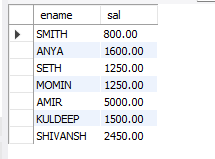 ename sal
SMITH 800.00
ANYA 1600.00
SETH 1250.00
MOMIN 1250.00
AMIR 5000.00
KULDEEP 1500.00
SHIVANSH 2450.00